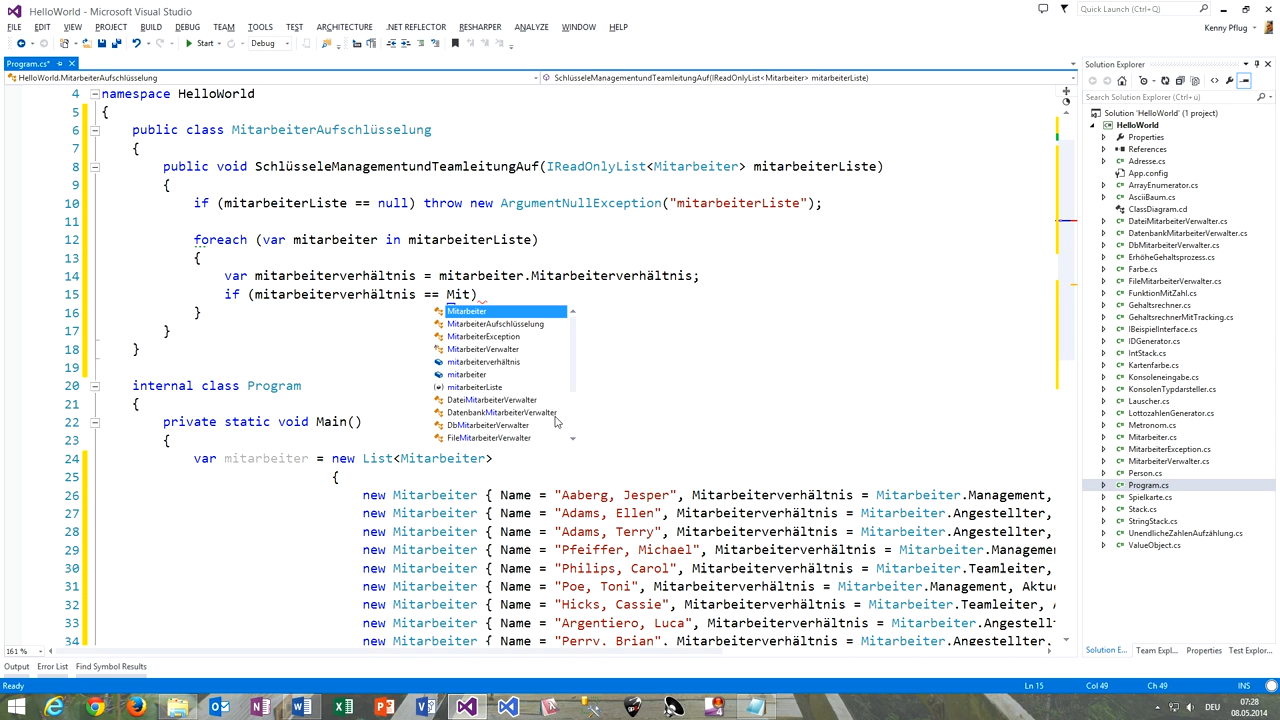 HelloWorld - Microsoft Visual Studio
Quick Launch (Ctrl+Ü)
FILE EDIT VIEW PROJECT BUILD DEBUG TEAM TOOLS TEST ARCHITECTURE .NET REFLECTOR RESHARPER ANALYZE WINDOW HELP
Kenny Pflug
Start Debug
Program.cs*
HelloWorld.MitarbeiterAufschlüsselung
SchlüsseleManagementundTeamleitungAuf(IReadOnlyList<Mitarbeiter> mitarbeiterListe)
4 namespace HelloWorld
5 {
6 public class MitarbeiterAufschlüsselung
7 {
8 public void SchlüsseleManagementundTeamleitungAuf(IReadOnlyList<Mitarbeiter> mitarbeiterListe)
9 {
10 if (mitarbeiterListe == null) throw new ArgumentNullException("mitarbeiterListe");
11
12 foreach (var mitarbeiter in mitarbeiterListe)
13 {
14 var mitarbeiterverhältnis = mitarbeiter.Mitarbeiterverhältnis;
15 if (mitarbeiterverhältnis == Mit)
16 }
17 }
18 }
19
20 internal class Program
21 {
22 private static void Main()
23 {
24 var mitarbeiter = new List<Mitarbeiter>
25 {
26 new Mitarbeiter { Name = "Aaberg, Jesper", Mitarbeiterverhältnis = Mitarbeiter.Management,
27 new Mitarbeiter { Name = "Adams, Ellen", Mitarbeiterverhältnis = Mitarbeiter.Angestellter,
28 new Mitarbeiter { Name = "Adams, Terry", Mitarbeiterverhältnis = Mitarbeiter.Angestellter,
29 new Mitarbeiter { Name = "Pfeiffer, Michael", Mitarbeiterverhältnis = Mitarbeiter.Manageme
30 new Mitarbeiter { Name = "Philips, Carol", Mitarbeiterverhältnis = Mitarbeiter.Teamleiter,
31 new Mitarbeiter { Name = "Poe, Toni", Mitarbeiterverhältnis = Mitarbeiter.Management, Aktu
32 new Mitarbeiter { Name = "Hicks, Cassie", Mitarbeiterverhältnis = Mitarbeiter.Teamleiter, A
33 new Mitarbeiter { Name = "Argentiero, Luca", Mitarbeiterverhältnis = Mitarbeiter.Angestellt
34 new Mitarbeiter { Name = "Perry, Brian", Mitarbeiterverhältnis = Mitarbeiter.Angestellter,
Mitarbeiter
MitarbeiterAufschlüsselung
MitarbeiterException
MitarbeiterVerwalter
mitarbeiterverhältnis
mitarbeiter
mitarbeiterListe
DateiMitarbeiterVerwalter
DatenbankMitarbeiterVerwalter
DbMitarbeiterVerwalter
FileMitarbeiterVerwalter
Solution Explorer
Search Solution Explorer (Ctrl+ü)
Solution 'HelloWorld' (1 project)
HelloWorld
Properties
References
Adresse.cs
App.config
ArrayEnumerator.cs
AsciiBaum.cs
ClassDiagram.cd
DateiMitarbeiterVerwalter.cs
DatenbankMitarbeiterVerwalter.cs
DbMitarbeiterVerwalter.cs
ErhöheGehaltsprozess.cs
Farbe.cs
FileMitarbeiterVerwalter.cs
FunktionMitZahl.cs
Gehaltsrechner.cs
GehaltsrechnerMitTracking.cs
IBeispielInterface.cs
IDGenerator.cs
IntStack.cs
Kartenfarbe.cs
Konsoleneingabe.cs
KonsolenTypdarsteller.cs
Lauscher.cs
LottozahlenGenerator.cs
Metronom.cs
Mitarbeiter.cs
MitarbeiterException.cs
MitarbeiterVerwalter.cs
Person.cs
Program.cs
Spielkarte.cs
Stack.cs
StringStack.cs
UnendlicheZahlenAufzählung.cs
ValueObject.cs
161 %
Solution E... Team Expl... Properties Test Explor...
Output Error List Find Symbol Results
Ready Ln 15 Col 49 Ch 49 INS
DEU 07:28
08.05.2014